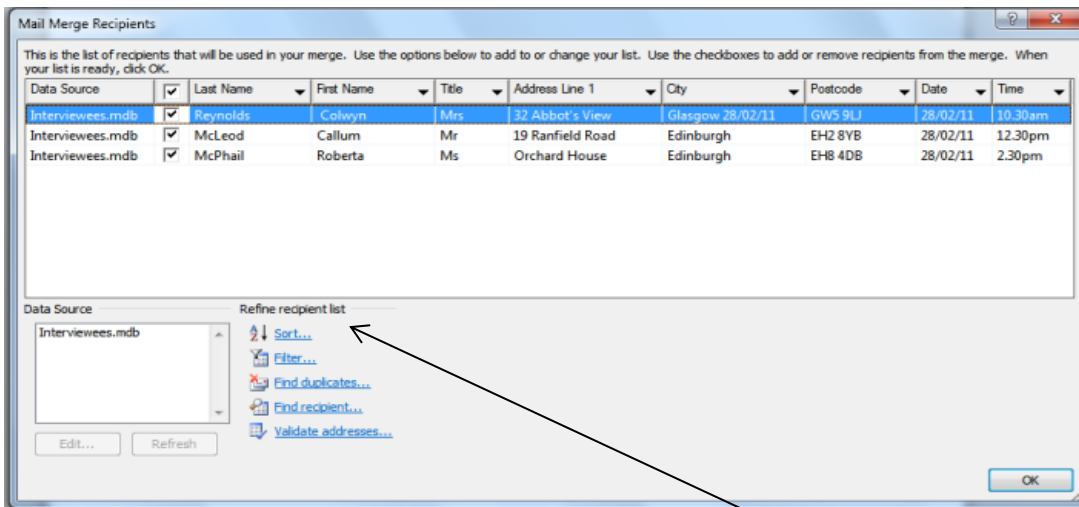 Mail Merge Recipients
This is the list of recipients that will be used in your merge. Use the options below to add to or change your list. Use the checkboxes to add or remove recipients from the merge. When
your list is ready, click OK.
Data Source Last Name First Name Title Address Line 1 City Postcode Date Time
Interviewees.mdb Reynolds Colwyn Mrs 32 Abbot's View Glasgow 28/02/11 GW5 9LJ 28/02/11 10.30am
Interviewees.mdb McLeod Callum Mr 19 Ranfield Road Edinburgh EH2 8YB 28/02/11 12.30pm
Interviewees.mdb McPhail Roberta Ms Orchard House Edinburgh EH8 4DB 28/02/11 2.30pm
Data Source Refine recipient list
Interviewees.mdb
Sort...
Filter...
Find duplicates...
Find recipient...
Validate addresses...
Edit... Refresh
OK